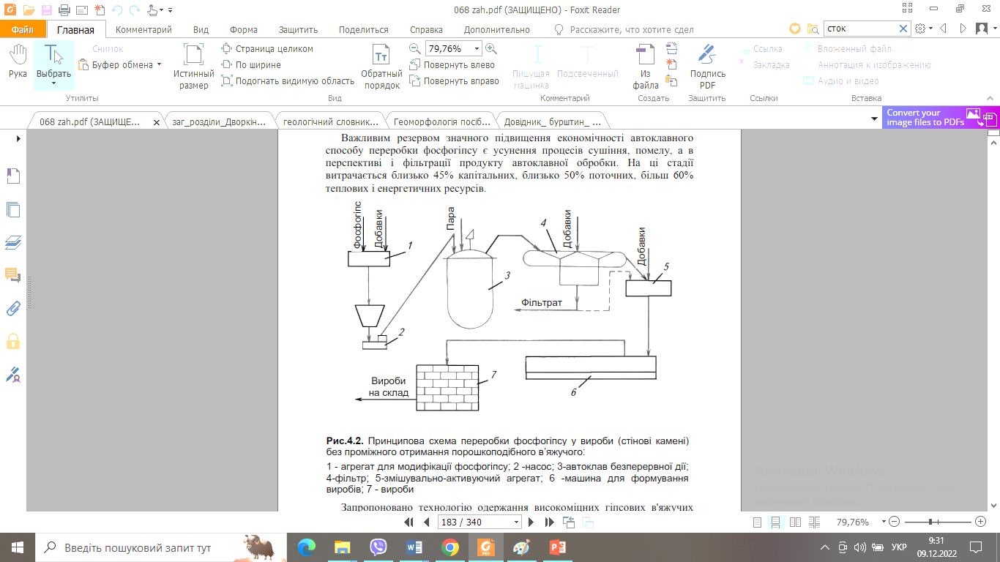 068 zah.pdf (ЗАЩИЩЕНО) - Foxit Reader
Файл Главная Комментарий Вид Форма Защитить Поделиться Справка Дополнительно Расскажите, что хотите сдел сток
Рука
Выбрать
Снимок
Буфер обмена
Утилиты
Истинный размер
Страница целиком
По ширине
Подогнать видимую область
Вид
Обратный порядок
79,76%
Повернуть влево
Повернуть вправо
Пишущая машинка
Подсвеченный
Комментарий
Из файла
Создать
Подпись PDF
Защитить
Ссылка
Закладка
Ссылки
Вложенный файл
Аннотация к изображению
Аудио и видео
Вставка
068 zah.pdf (ЗАЩИЩЕ... заг_розділи_Дворкін... геологічний словник... Геоморфологія посіб... Довідник_ бурштин_ ...
Convert your
image files to PDFs
PDF
Важливим резервом значного підвищення економічності автоклавного
способу переробки фосфогіпсу є усунення процесів сушіння, помелу, а в
перспективі і фільтрації продукту автоклавної обробки. На ці стадії
витрачається близько 45% капітальних, близько 50% поточних, більш 60%
теплових і енергетичних ресурсів.
Фосфогіпс
Добавки
1
2
Пара
3
4
Добавки
Добавки
5
Фільтрат
6
7
Вироби
на склад
Рис.4.2. Принципова схема переробки фосфогіпсу у вироби (стінові камені)
без проміжного отримання порошкоподібного в'яжучого:
1 - агрегат для модифікації фосфогіпсу; 2 -насос; 3-автоклав безперервної дії;
4-фільтр; 5-змішувально-активуючий агрегат; 6 -машина для формування
виробів; 7 - вироби
Запропоновано технологію одержання високоміцних гіпсових в'яжучих
183 / 340
79,76%
Введіть пошуковий запит тут
УКР
9:31
09.12.2022